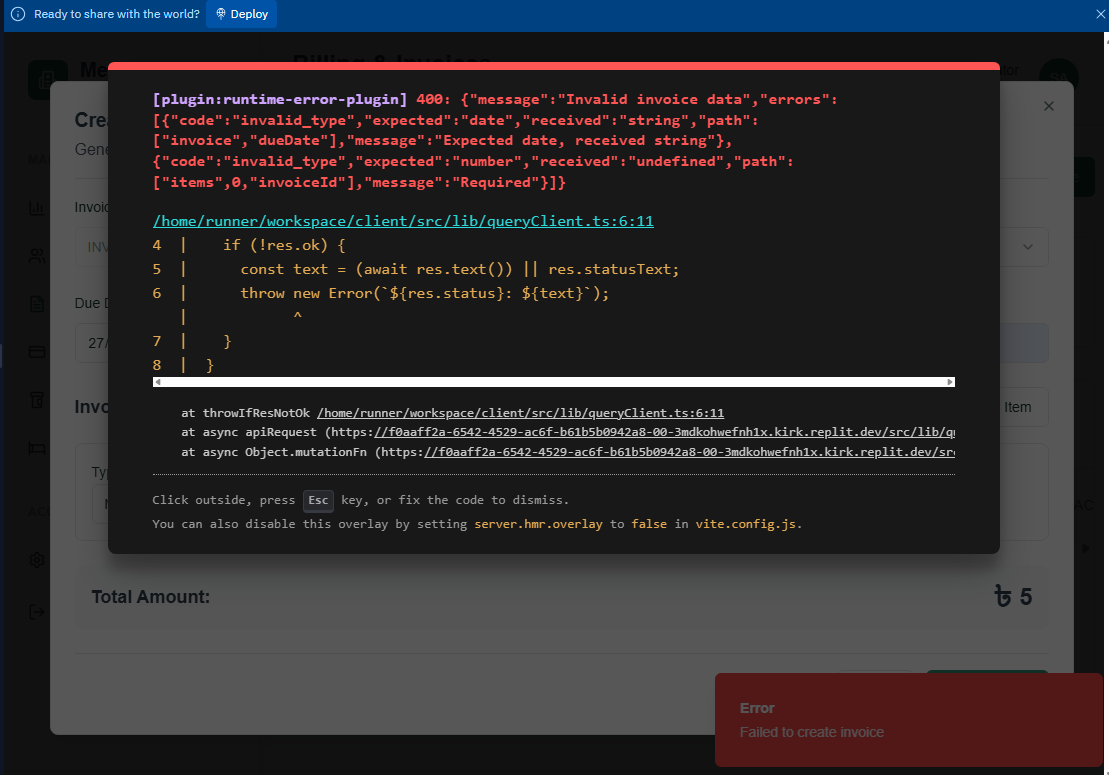 Ready to share with the world? Deploy
Billing & Invoices
Me
[plugin:runtime-error-plugin] 400: {"message":"Invalid invoice data","errors":
[{"code":"invalid_type","expected":"date","received":"string","path":
["invoice","dueDate"],"message":"Expected date, received string"},
{"code":"invalid_type","expected":"number","received":"undefined","path":
["items",0,"invoiceId"],"message":"Required"}]}
/home/runner/workspace/client/src/lib/queryClient.ts:6:11
4 | if (!res.ok) {
5 | const text = (await res.text()) || res.statusText;
6 | throw new Error(`${res.status}: ${text}`);
| ^
7 | }
8 | }
at throwIfResNotOk /home/runner/workspace/client/src/lib/queryClient.ts:6:11
at async apiRequest (https://f0aaff2a-6542-4529-ac6f-b61b5b0942a8-00-3mdkohwefnh1x.kirk.replit.dev/src/lib/q
at async Object.mutationFn (https://f0aaff2a-6542-4529-ac6f-b61b5b0942a8-00-3mdkohwefnh1x.kirk.replit.dev/sr
Click outside, press Esc key, or fix the code to dismiss.
You can also disable this overlay by setting server.hmr.overlay to false in vite.config.js.
Crea
Gene
Invoic
INV
Due D
27/
Invo
Item
Ty
AC
Total Amount:
৳ 5
Error
Failed to create invoice